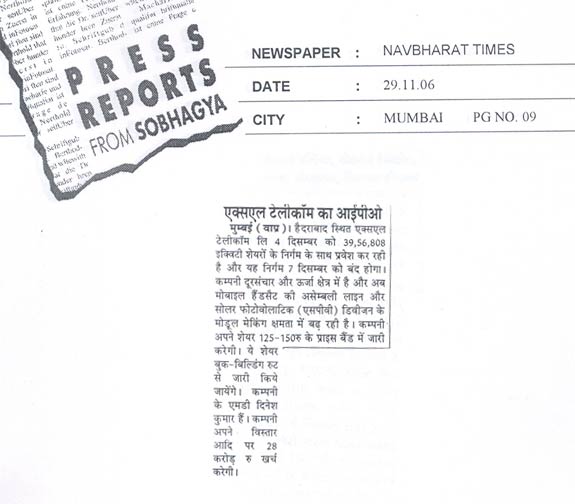 PRESS
REPORTS
FROM SOBHAGYA
NEWSPAPER : NAVBHARAT TIMES
DATE : 29.11.06
CITY : MUMBAI PG NO. 09
एक्सएल टेलीकॉम का आईपीओ
मुम्बई (वाप्र)। हैदराबाद स्थित एक्सएल
टेलीकॉम लि 4 दिसम्बर को 39,56,808
इक्विटी शेयरों के निर्गम के साथ प्रवेश कर रही
है और यह निर्गम 7 दिसम्बर को बंद होगा।
कम्पनी दूरसंचार और ऊर्जा क्षेत्र में है और अब
मोबाइल हैंडसैट की असेम्बली लाइन और
सोलर फोटोवोलाटिक (एसपीवी) डिवीजन के
मोडूल मेकिंग क्षमता में बढ़ रही है। कम्पनी
अपने शेयर 125-150रु के प्राइस बैंड में जारी
करेगी। ये शेयर
बुक-बिल्डिंग रुट
से जारी किये
जायेंगे। कम्पनी
के एमडी दिनेश
कुमार हैं। कम्पनी
अपने विस्तार
आदि पर 28
करोड़ रु खर्च
करेगी।